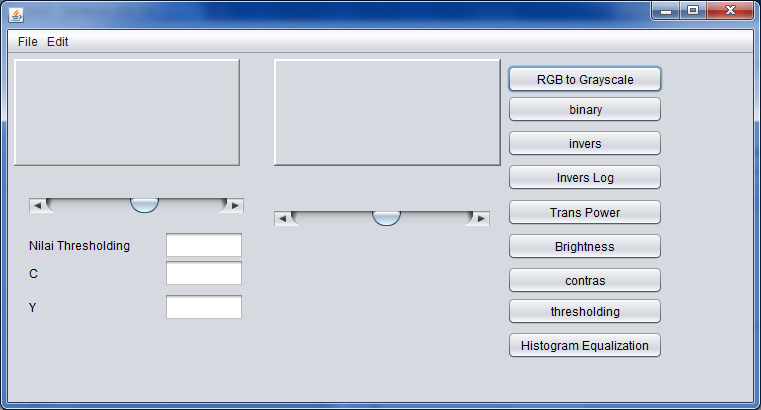 File Edit
RGB to Grayscale
binary
invers
Invers Log
Trans Power
Brightness
contras
thresholding
Histogram Equalization
Nilai Thresholding
C
Y